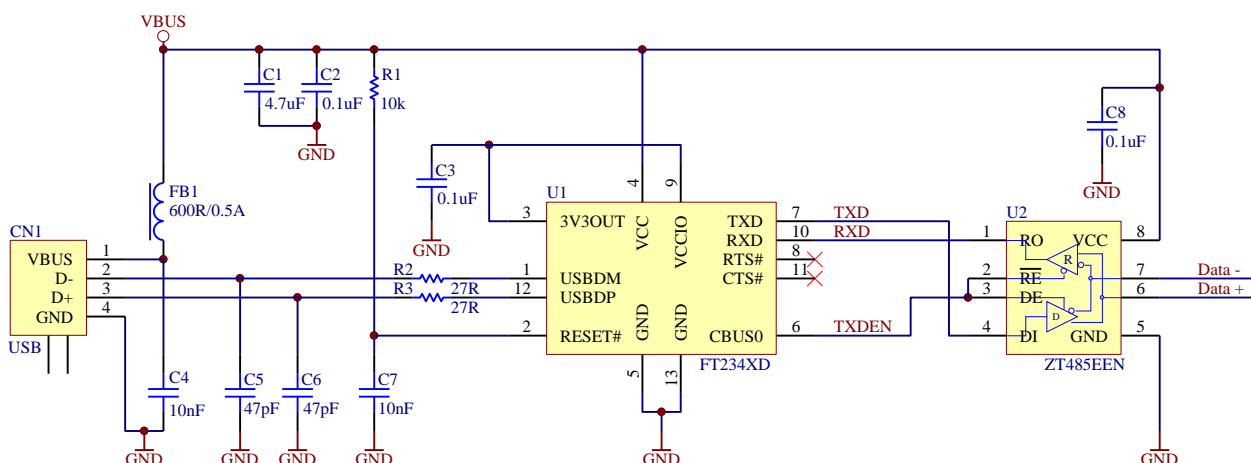 VBUS
C1
4.7uF
C2
0.1uF
GND
R1
10k
C3
0.1uF
GND
C8
0.1uF
GND
FB1
600R/0.5A
CN1
VBUS 1
D- 2
D+ 3
GND 4
USB
R2
27R
R3
27R
C4
10nF
GND
C5
47pF
GND
C6
47pF
GND
C7
10nF
GND
U1
3 3V3OUT
1 USBDM
12 USBDP
2 RESET#
4 VCC
9 VCCIO
5 GND
13 GND
TXD 7
RXD 10
RTS# 8
CTS# 11
CBUS0 6
FT234XD
GND
TXD
RXD
TXDEN
U2
1 RO
2 RE
3 DE
4 DI
R
D
VCC 8
7
6
GND 5
ZT485EEN
Data -
Data +
GND